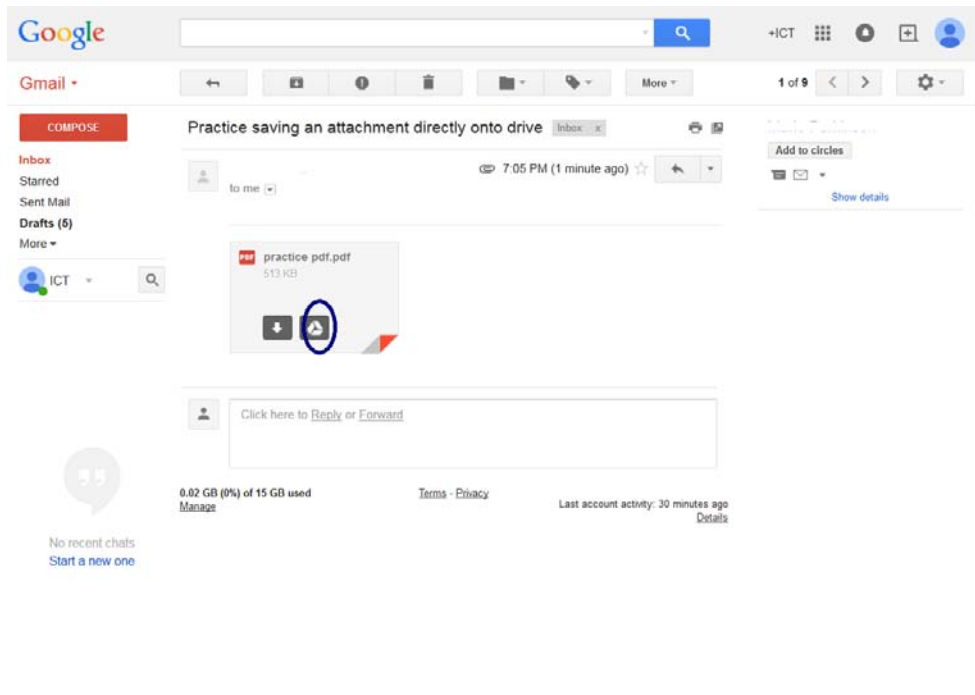 Google
+ICT
Gmail
More
1 of 9
COMPOSE
Practice saving an attachment directly onto drive Inbox x
Inbox
Starred
Sent Mail
Drafts (5)
More
ICT
7:05 PM (1 minute ago)
to me
Add to circles
Show details
PDF practice pdf.pdf
513 KB
Click here to Reply or Forward
0.02 GB (0%) of 15 GB used
Manage
Terms - Privacy
Last account activity: 30 minutes ago
Details
No recent chats
Start a new one